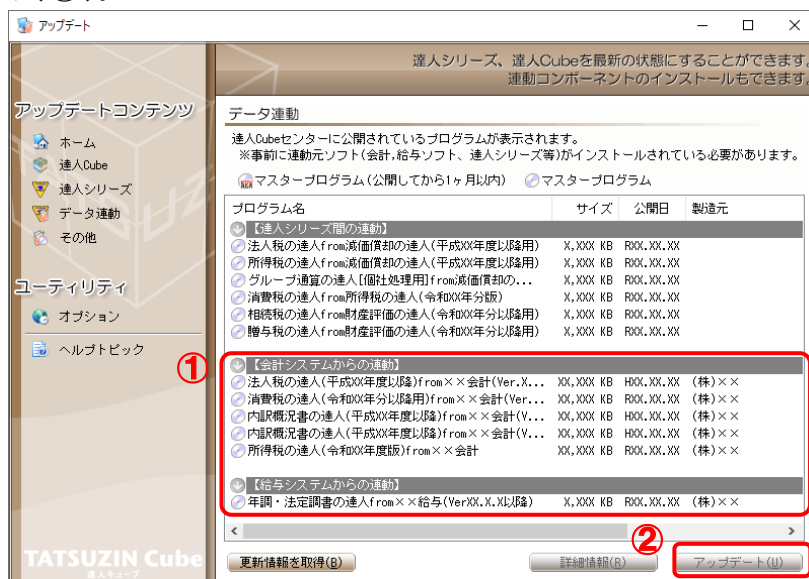 アップデート
達人シリーズ、達人Cubeを最新の状態にすることができます。
連動コンポーネントのインストールもできます。
アップデートコンテンツ
ホーム
達人Cube
達人シリーズ
データ連動
その他
ユーティリティ
オプション
ヘルプトピック
データ連動
達人Cubeセンターに公開されているプログラムが表示されます。
※事前に連動元ソフト(会計,給与ソフト、達人シリーズ等)がインストールされている必要があります。
マスタープログラム(公開してから1ヶ月以内) マスタープログラム
プログラム名 サイズ 公開日 製造元
【達人シリーズ間の連動】
法人税の達人from減価償却の達人(平成XX年度以降用) X,XXX KB RXX.XX.XX
所得税の達人from減価償却の達人(平成XX年度以降用) X,XXX KB RXX.XX.XX
グループ通算の達人[個社処理用]from減価償却の... X,XXX KB RXX.XX.XX
消費税の達人from所得税の達人(令和XX年分版) X,XXX KB RXX.XX.XX
相続税の達人from財産評価の達人(令和XX年分以降用) X,XXX KB RXX.XX.XX
贈与税の達人from財産評価の達人(令和XX年分以降用) X,XXX KB RXX.XX.XX
①
【会計システムからの連動】
法人税の達人(平成XX年度以降)from××会計(Ver.X... XX,XXX KB HXX.XX.XX (株)××
消費税の達人(令和XX年分以降用)from××会計(Ver... XX,XXX KB RXX.XX.XX (株)××
内訳概況書の達人(平成XX年度以降)from××会計(V... XX,XXX KB HXX.XX.XX (株)××
内訳概況書の達人(平成XX年度以降)from××会計(V... XX,XXX KB RXX.XX.XX (株)××
所得税の達人(令和XX年度版)from××会計 XX,XXX KB RXX.XX.XX (株)××
【給与システムからの連動】
年調・法定調書の達人from××給与(VerXX.X.X以降) X,XXX KB RXX.XX.XX (株)××
②
更新情報を取得(B) 詳細情報(R) アップデート(U)
TATSUZIN Cube
達人キューブ